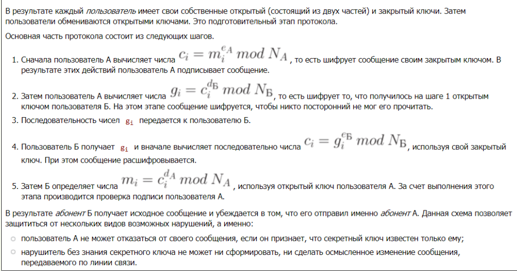 В результате каждый пользователь имеет свои собственные открытый (состоящий из двух частей) и закрытый ключи. Затем
пользователи обмениваются открытыми ключами. Это подготовительный этап протокола.
Основная часть протокола состоит из следующих шагов.
1. Сначала пользователь А вычисляет числа c_i = m_i^{e_A} mod N_A, то есть шифрует сообщение своим закрытым ключом. В
результате этих действий пользователь А подписывает сообщение.
2. Затем пользователь А вычисляет числа g_i = c_i^{d_Б} mod N_Б, то есть шифрует то, что получилось на шаге 1 открытым
ключом пользователя Б. На этом этапе сообщение шифруется, чтобы никто посторонний не мог его прочитать.
3. Последовательность чисел g_i передается к пользователю Б.
4. Пользователь Б получает g_i и вначале вычисляет последовательно числа c_i = g_i^{e_Б} mod N_Б, используя свой закрытый
ключ. При этом сообщение расшифровывается.
5. Затем Б определяет числа m_i = c_i^{d_A} mod N_A, используя открытый ключ пользователя А. За счет выполнения этого
этапа производится проверка подписи пользователя А.
В результате абонент Б получает исходное сообщение и убеждается в том, что его отправил именно абонент А. Данная схема позволяет
защититься от нескольких видов возможных нарушений, а именно:
○ пользователь А не может отказаться от своего сообщения, если он признает, что секретный ключ известен только ему;
○ нарушитель без знания секретного ключа не может ни сформировать, ни сделать осмысленное изменение сообщения,
передаваемого по линии связи.